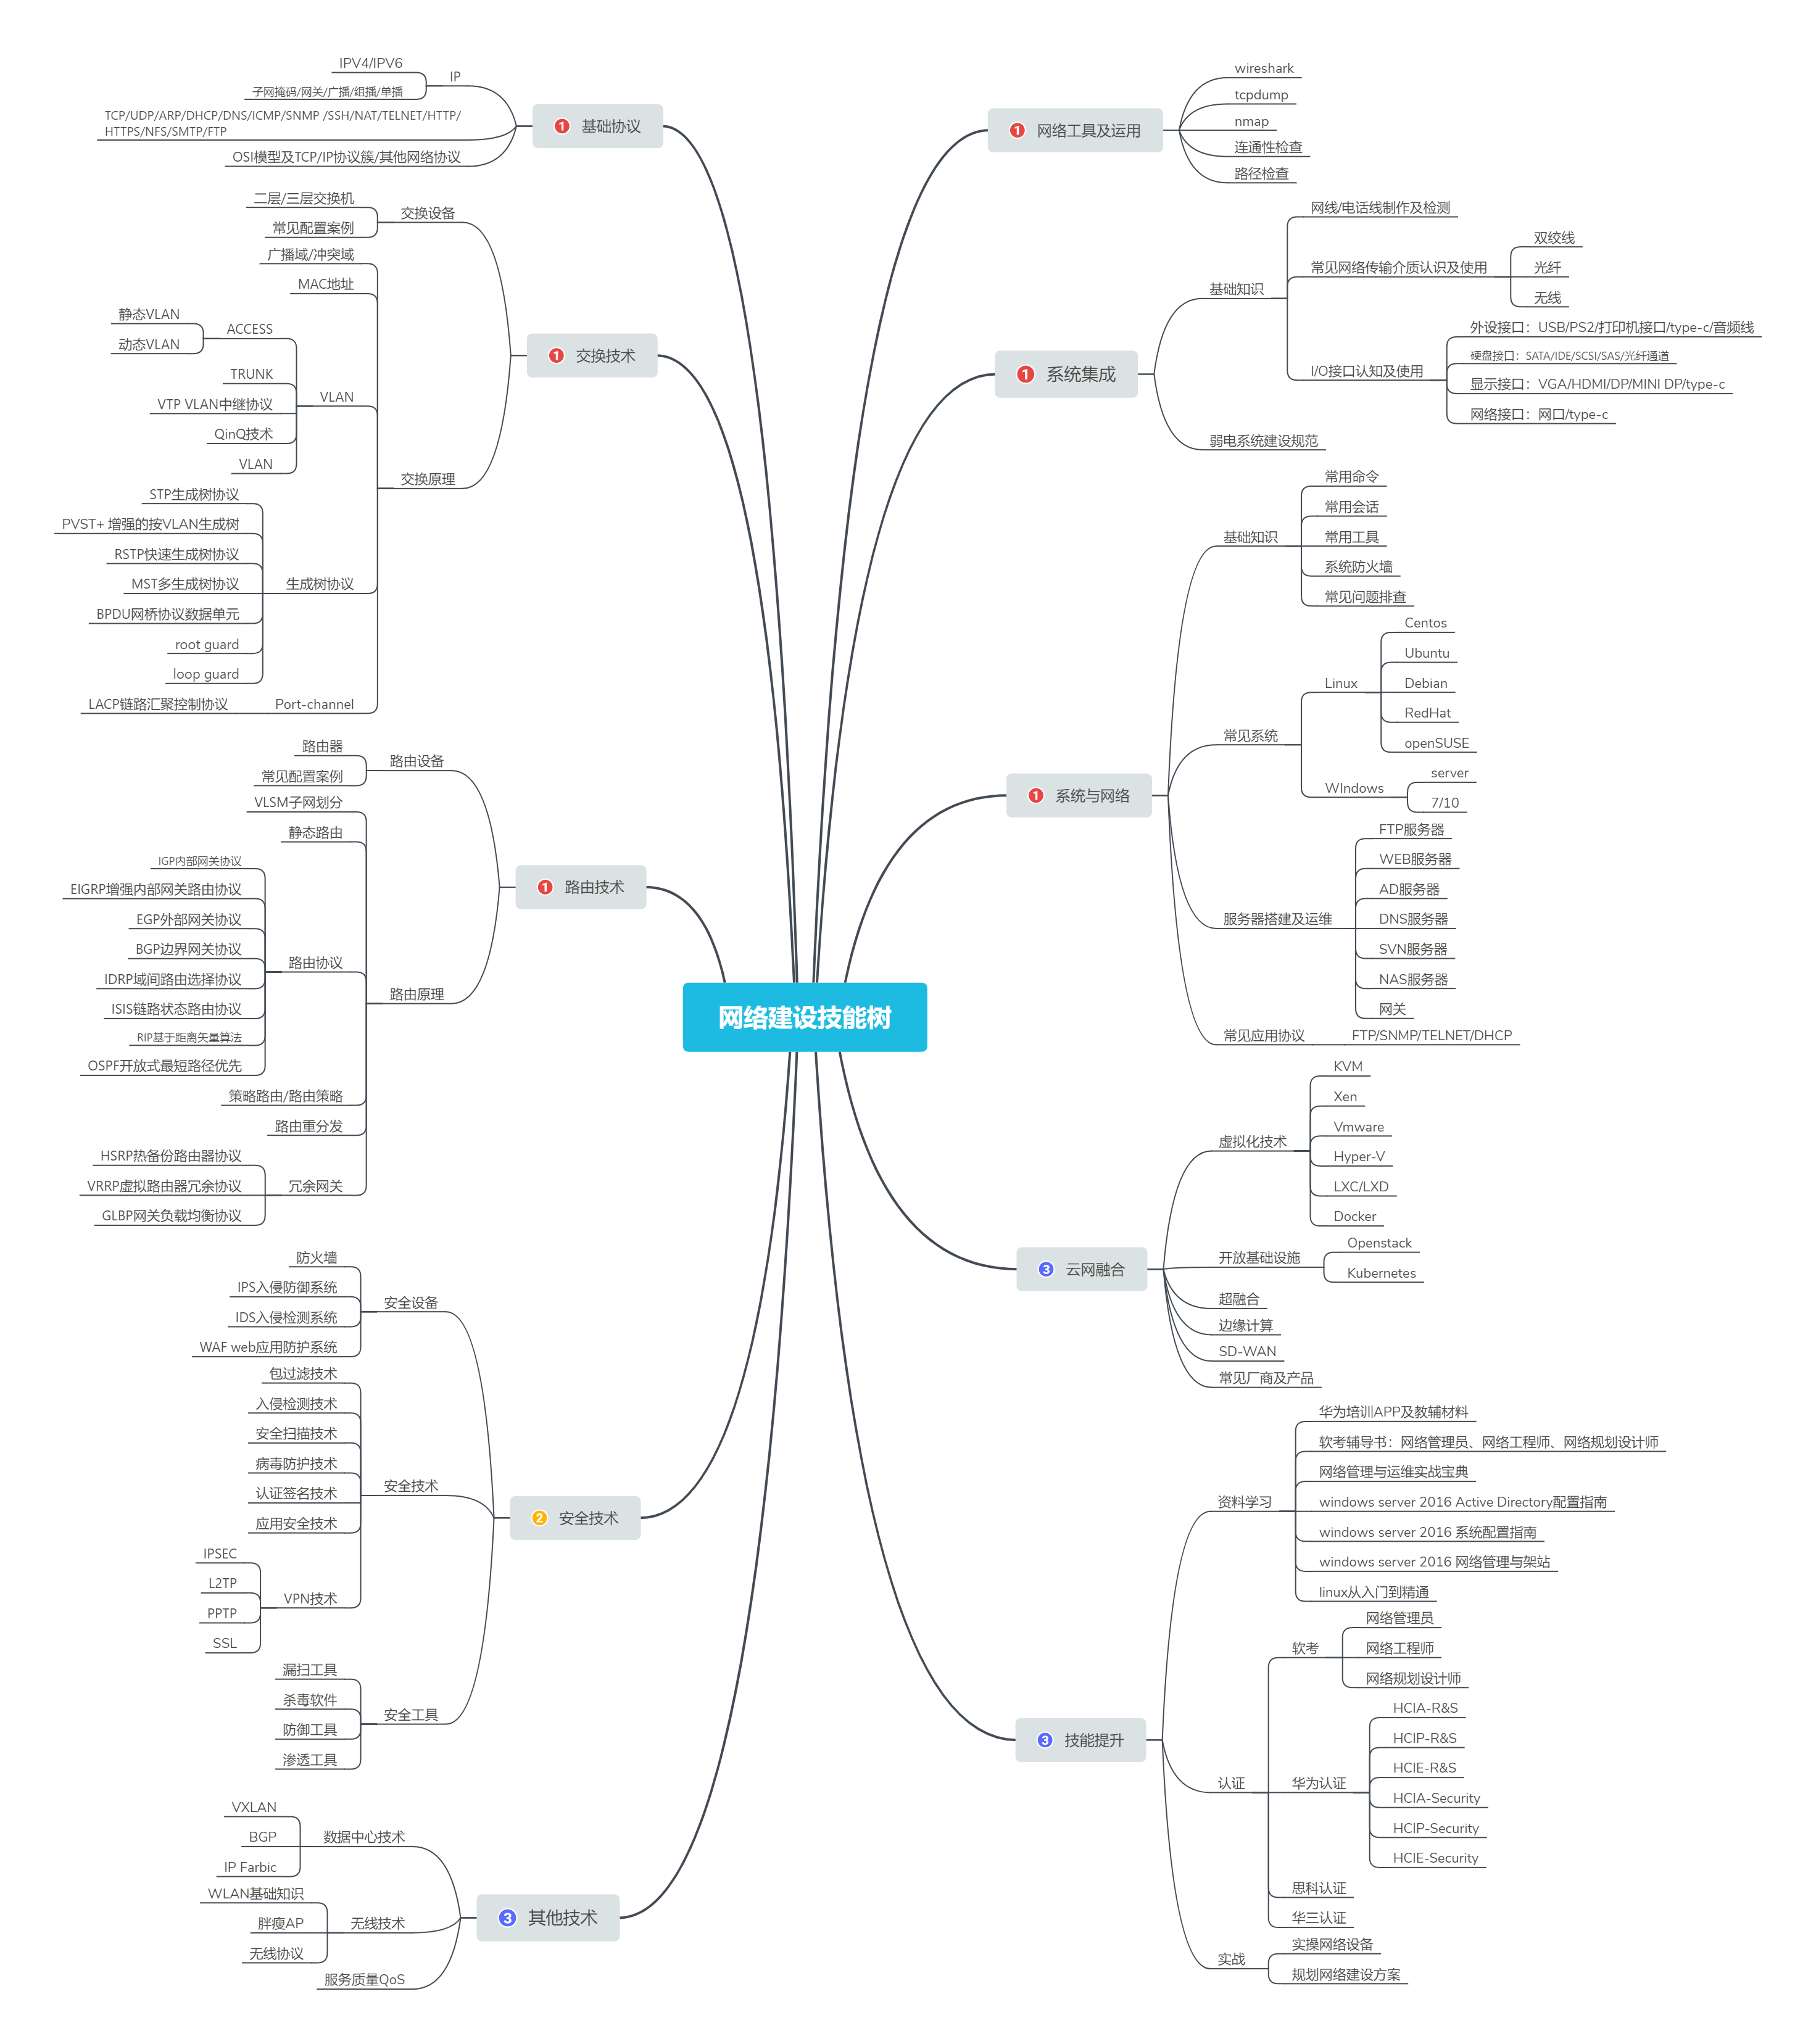 网络建设技能树
1 基础协议
IP
IPV4/IPV6
子网掩码/网关/广播/组播/单播
TCP/UDP/ARP/DHCP/DNS/ICMP/SNMP /SSH/NAT/TELNET/HTTP/
HTTPS/NFS/SMTP/FTP
OSI模型及TCP/IP协议簇/其他网络协议
1 交换技术
交换设备
二层/三层交换机
常见配置案例
交换原理
广播域/冲突域
MAC地址
VLAN
ACCESS
静态VLAN
动态VLAN
TRUNK
VTP VLAN中继协议
QinQ技术
VLAN
生成树协议
STP生成树协议
PVST+ 增强的按VLAN生成树
RSTP快速生成树协议
MST多生成树协议
BPDU网桥协议数据单元
root guard
loop guard
Port-channel
LACP链路汇聚控制协议
1 路由技术
路由设备
路由器
常见配置案例
路由原理
VLSM子网划分
静态路由
路由协议
IGP内部网关协议
EIGRP增强内部网关路由协议
EGP外部网关协议
BGP边界网关协议
IDRP域间路由选择协议
ISIS链路状态路由协议
RIP基于距离矢量算法
OSPF开放式最短路径优先
策略路由/路由策略
路由重分发
冗余网关
HSRP热备份路由器协议
VRRP虚拟路由器冗余协议
GLBP网关负载均衡协议
2 安全技术
安全设备
防火墙
IPS入侵防御系统
IDS入侵检测系统
WAF web应用防护系统
安全技术
包过滤技术
入侵检测技术
安全扫描技术
病毒防护技术
认证签名技术
应用安全技术
VPN技术
IPSEC
L2TP
PPTP
SSL
安全工具
漏扫工具
杀毒软件
防御工具
渗透工具
3 其他技术
数据中心技术
VXLAN
BGP
IP Farbic
无线技术
WLAN基础知识
胖瘦AP
无线协议
服务质量QoS
1 网络工具及运用
wireshark
tcpdump
nmap
连通性检查
路径检查
1 系统集成
基础知识
网线/电话线制作及检测
常见网络传输介质认识及使用
双绞线
光纤
无线
I/O接口认知及使用
外设接口：USB/PS2/打印机接口/type-c/音频线
硬盘接口：SATA/IDE/SCSI/SAS/光纤通道
显示接口：VGA/HDMI/DP/MINI DP/type-c
网络接口：网口/type-c
弱电系统建设规范
1 系统与网络
基础知识
常用命令
常用会话
常用工具
系统防火墙
常见问题排查
常见系统
Linux
Centos
Ubuntu
Debian
RedHat
openSUSE
WIndows
server
7/10
服务器搭建及运维
FTP服务器
WEB服务器
AD服务器
DNS服务器
SVN服务器
NAS服务器
网关
常见应用协议
FTP/SNMP/TELNET/DHCP
3 云网融合
虚拟化技术
KVM
Xen
Vmware
Hyper-V
LXC/LXD
Docker
开放基础设施
Openstack
Kubernetes
超融合
边缘计算
SD-WAN
常见厂商及产品
3 技能提升
资料学习
华为培训APP及教辅材料
软考辅导书：网络管理员、网络工程师、网络规划设计师
网络管理与运维实战宝典
windows server 2016 Active Directory配置指南
windows server 2016 系统配置指南
windows server 2016 网络管理与架站
linux从入门到精通
认证
软考
网络管理员
网络工程师
网络规划设计师
华为认证
HCIA-R&S
HCIP-R&S
HCIE-R&S
HCIA-Security
HCIP-Security
HCIE-Security
思科认证
华三认证
实战
实操网络设备
规划网络建设方案